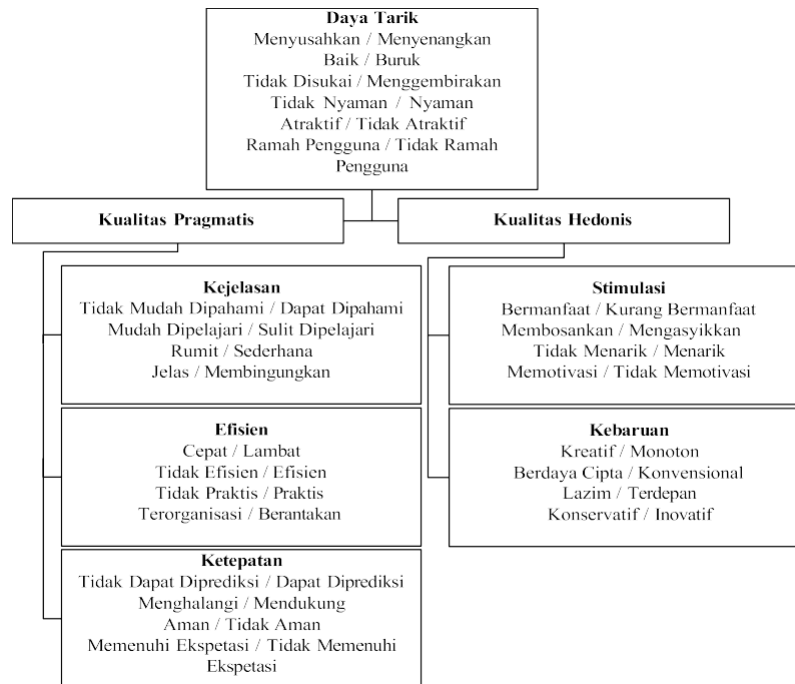 Daya Tarik
Menyusahkan / Menyenangkan
Baik / Buruk
Tidak Disukai / Menggembirakan
Tidak Nyaman / Nyaman
Atraktif / Tidak Atraktif
Ramah Pengguna / Tidak Ramah
Pengguna
Kualitas Pragmatis
Kualitas Hedonis
Kejelasan
Tidak Mudah Dipahami / Dapat Dipahami
Mudah Dipelajari / Sulit Dipelajari
Rumit / Sederhana
Jelas / Membingungkan
Efisien
Cepat / Lambat
Tidak Efisien / Efisien
Tidak Praktis / Praktis
Terorganisasi / Berantakan
Ketepatan
Tidak Dapat Diprediksi / Dapat Diprediksi
Menghalangi / Mendukung
Aman / Tidak Aman
Memenuhi Ekspetasi / Tidak Memenuhi
Ekspetasi
Stimulasi
Bermanfaat / Kurang Bermanfaat
Membosankan / Mengasyikkan
Tidak Menarik / Menarik
Memotivasi / Tidak Memotivasi
Kebaruan
Kreatif / Monoton
Berdaya Cipta / Konvensional
Lazim / Terdepan
Konservatif / Inovatif